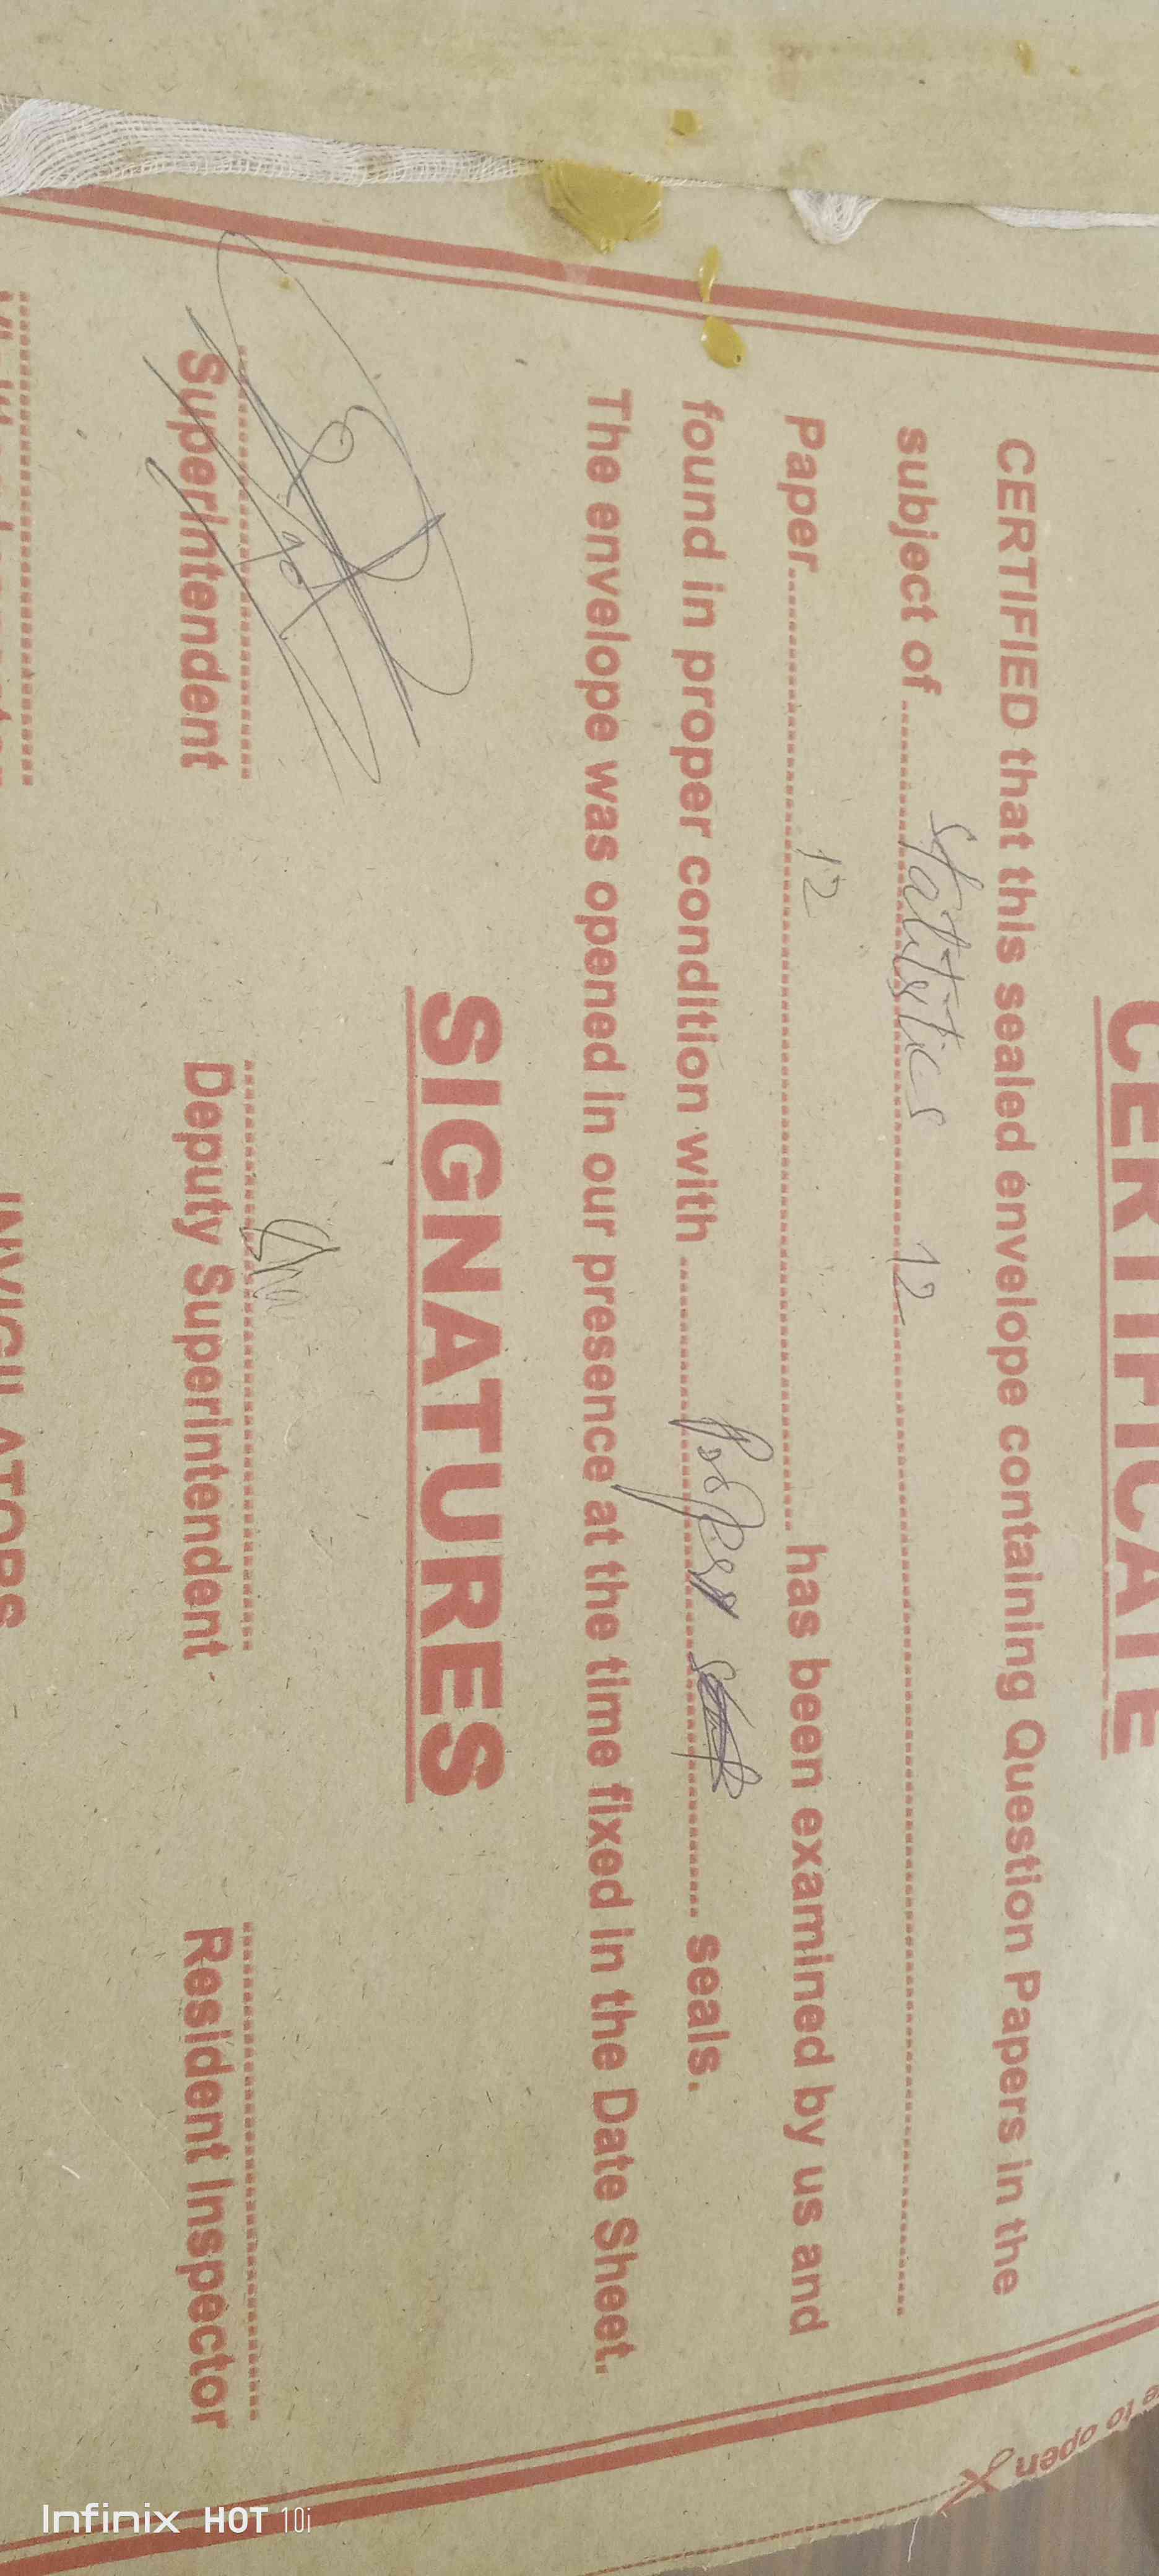 CERTIFICATE
CERTIFIED that this sealed envelope containing Question Papers in the
subject of Statistics 12
Paper 12 has been examined by us and
found in proper condition with seals.
The envelope was opened in our presence at the time fixed in the Date Sheet.
SIGNATURES
Superintendent Deputy Superintendent Resident Inspector
INVIGILATORS
to open
Infinix HOT 10i